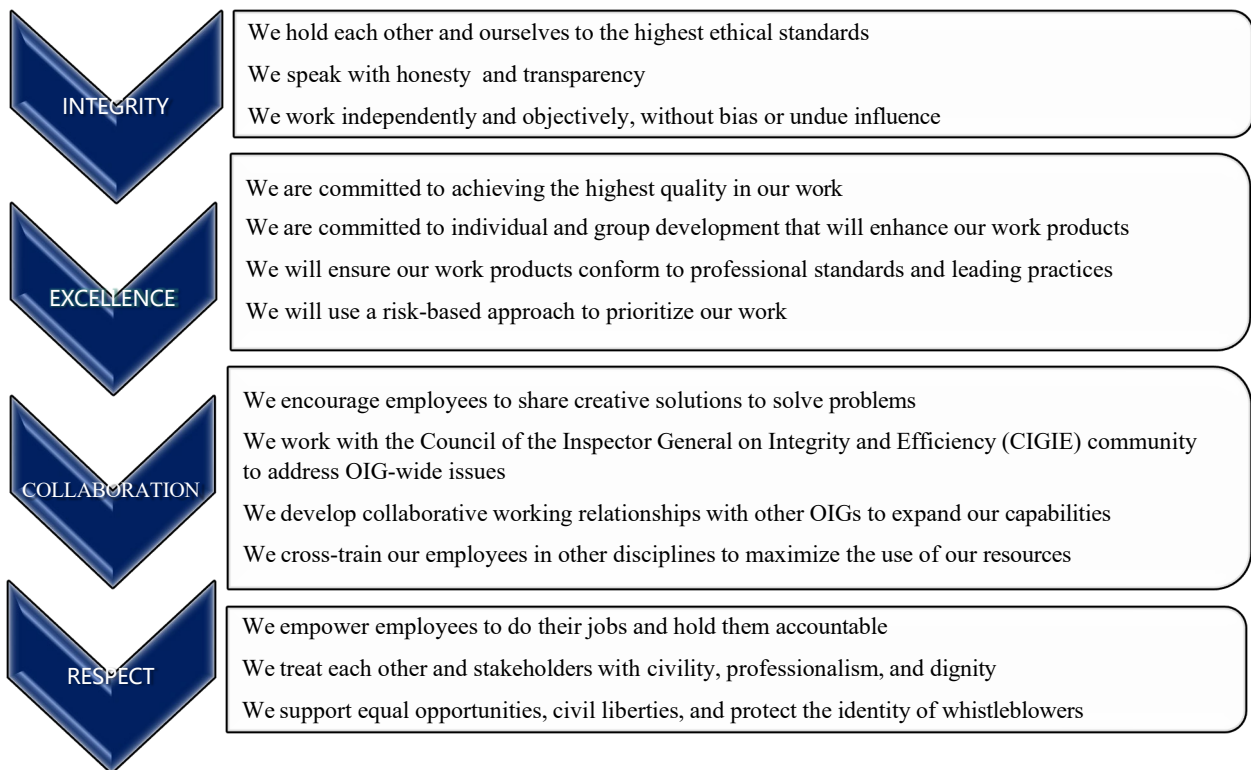 INTEGRITY
We hold each other and ourselves to the highest ethical standards
We speak with honesty and transparency
We work independently and objectively, without bias or undue influence
EXCELLENCE
We are committed to achieving the highest quality in our work
We are committed to individual and group development that will enhance our work products
We will ensure our work products conform to professional standards and leading practices
We will use a risk-based approach to prioritize our work
COLLABORATION
We encourage employees to share creative solutions to solve problems
We work with the Council of the Inspector General on Integrity and Efficiency (CIGIE) community
to address OIG-wide issues
We develop collaborative working relationships with other OIGs to expand our capabilities
We cross-train our employees in other disciplines to maximize the use of our resources
RESPECT
We empower employees to do their jobs and hold them accountable
We treat each other and stakeholders with civility, professionalism, and dignity
We support equal opportunities, civil liberties, and protect the identity of whistleblowers